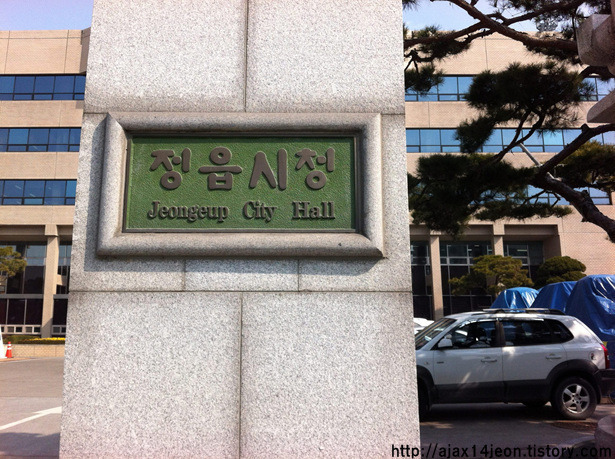 정읍시청
Jeongeup City Hall
http://ajax14jeon.tistory.com